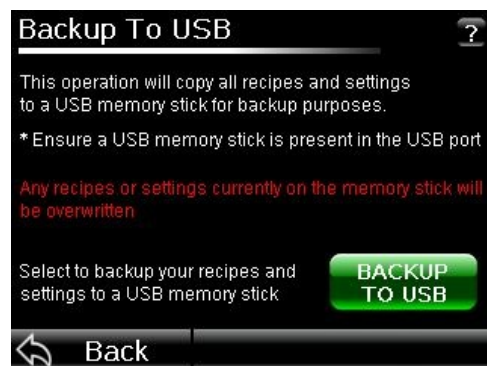 Backup To USB
?
This operation will copy all recipes and settings
to a USB memory stick for backup purposes.
* Ensure a USB memory stick is present in the USB port
Any recipes or settings currently on the memory stick will
be overwritten
Select to backup your recipes and
settings to a USB memory stick
BACKUP
TO USB
Back